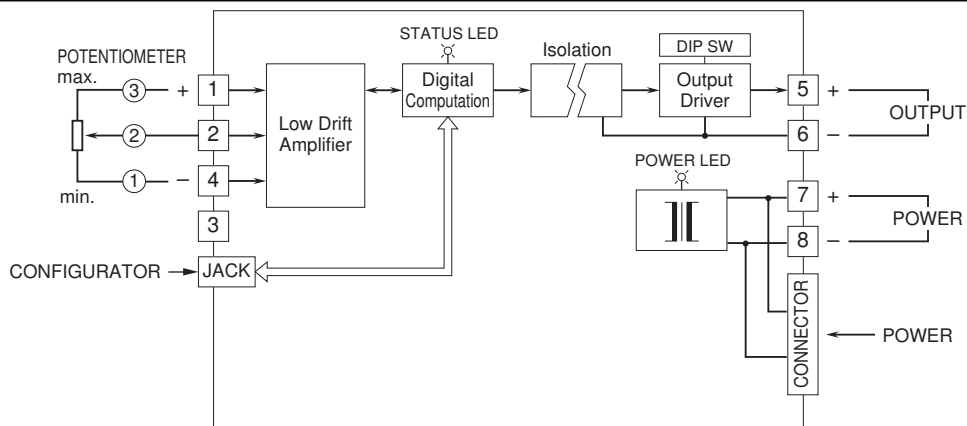 STATUS LED
Isolation
DIP SW
POTENTIOMETER
max.
3 + 1
2 2
1 − 4
min.
3
Low Drift
Amplifier
Digital
Computation
Output
Driver
5 +
6 −
OUTPUT
POWER LED
7 +
8 −
POWER
CONFIGURATOR
JACK
CONNECTOR
POWER